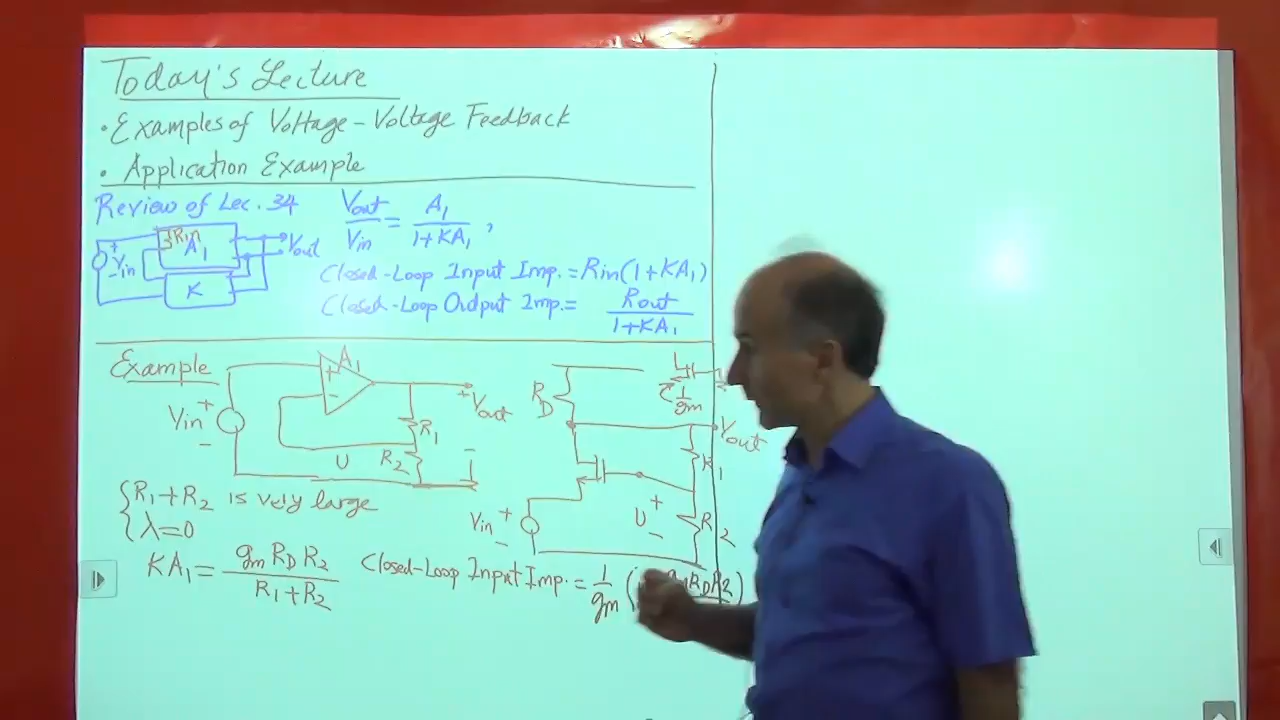 Today's Lecture
• Examples of Voltage-Voltage Feedback
• Application Example
Review of Lec. 34
Vout/Vin = A1/(1+KA1),
Rin
A1
+ Vin -
Vout
K
Closed-Loop Input Imp. = Rin(1+KA1)
Closed-Loop Output Imp. = Rout/(1+KA1)
Example
A1
+
-
Vin + -
+ Vout -
R1
R2
U
RD
1/gm
Vout
R1
R2
+ U -
Vin + -
R1+R2 is very large
λ=0
KA1 = gm RD R2/(R1+R2)
Closed-Loop Input Imp. = 1/gm ( RD R2 )